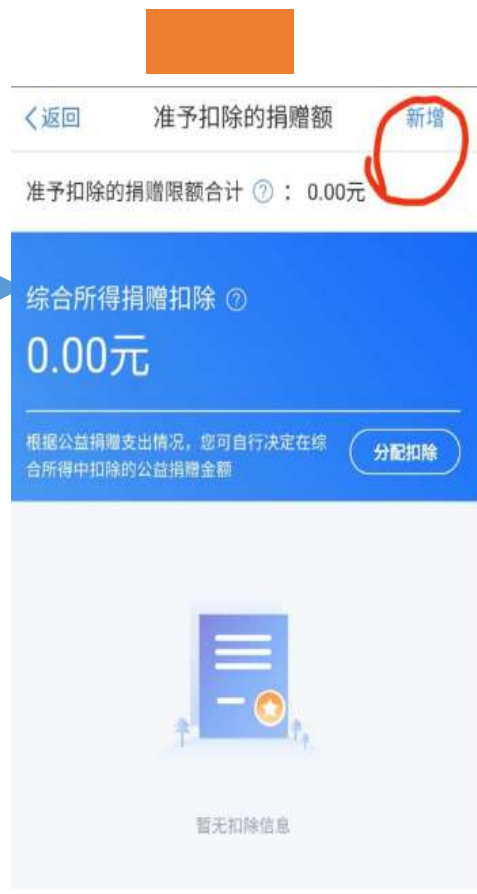 返回 准予扣除的捐赠额 新增
准予扣除的捐赠限额合计 ? ： 0.00元
综合所得捐赠扣除 ?
0.00元
根据公益捐赠支出情况，您可自行决定在综
合所得中扣除的公益捐赠金额
分配扣除
暂无扣除信息